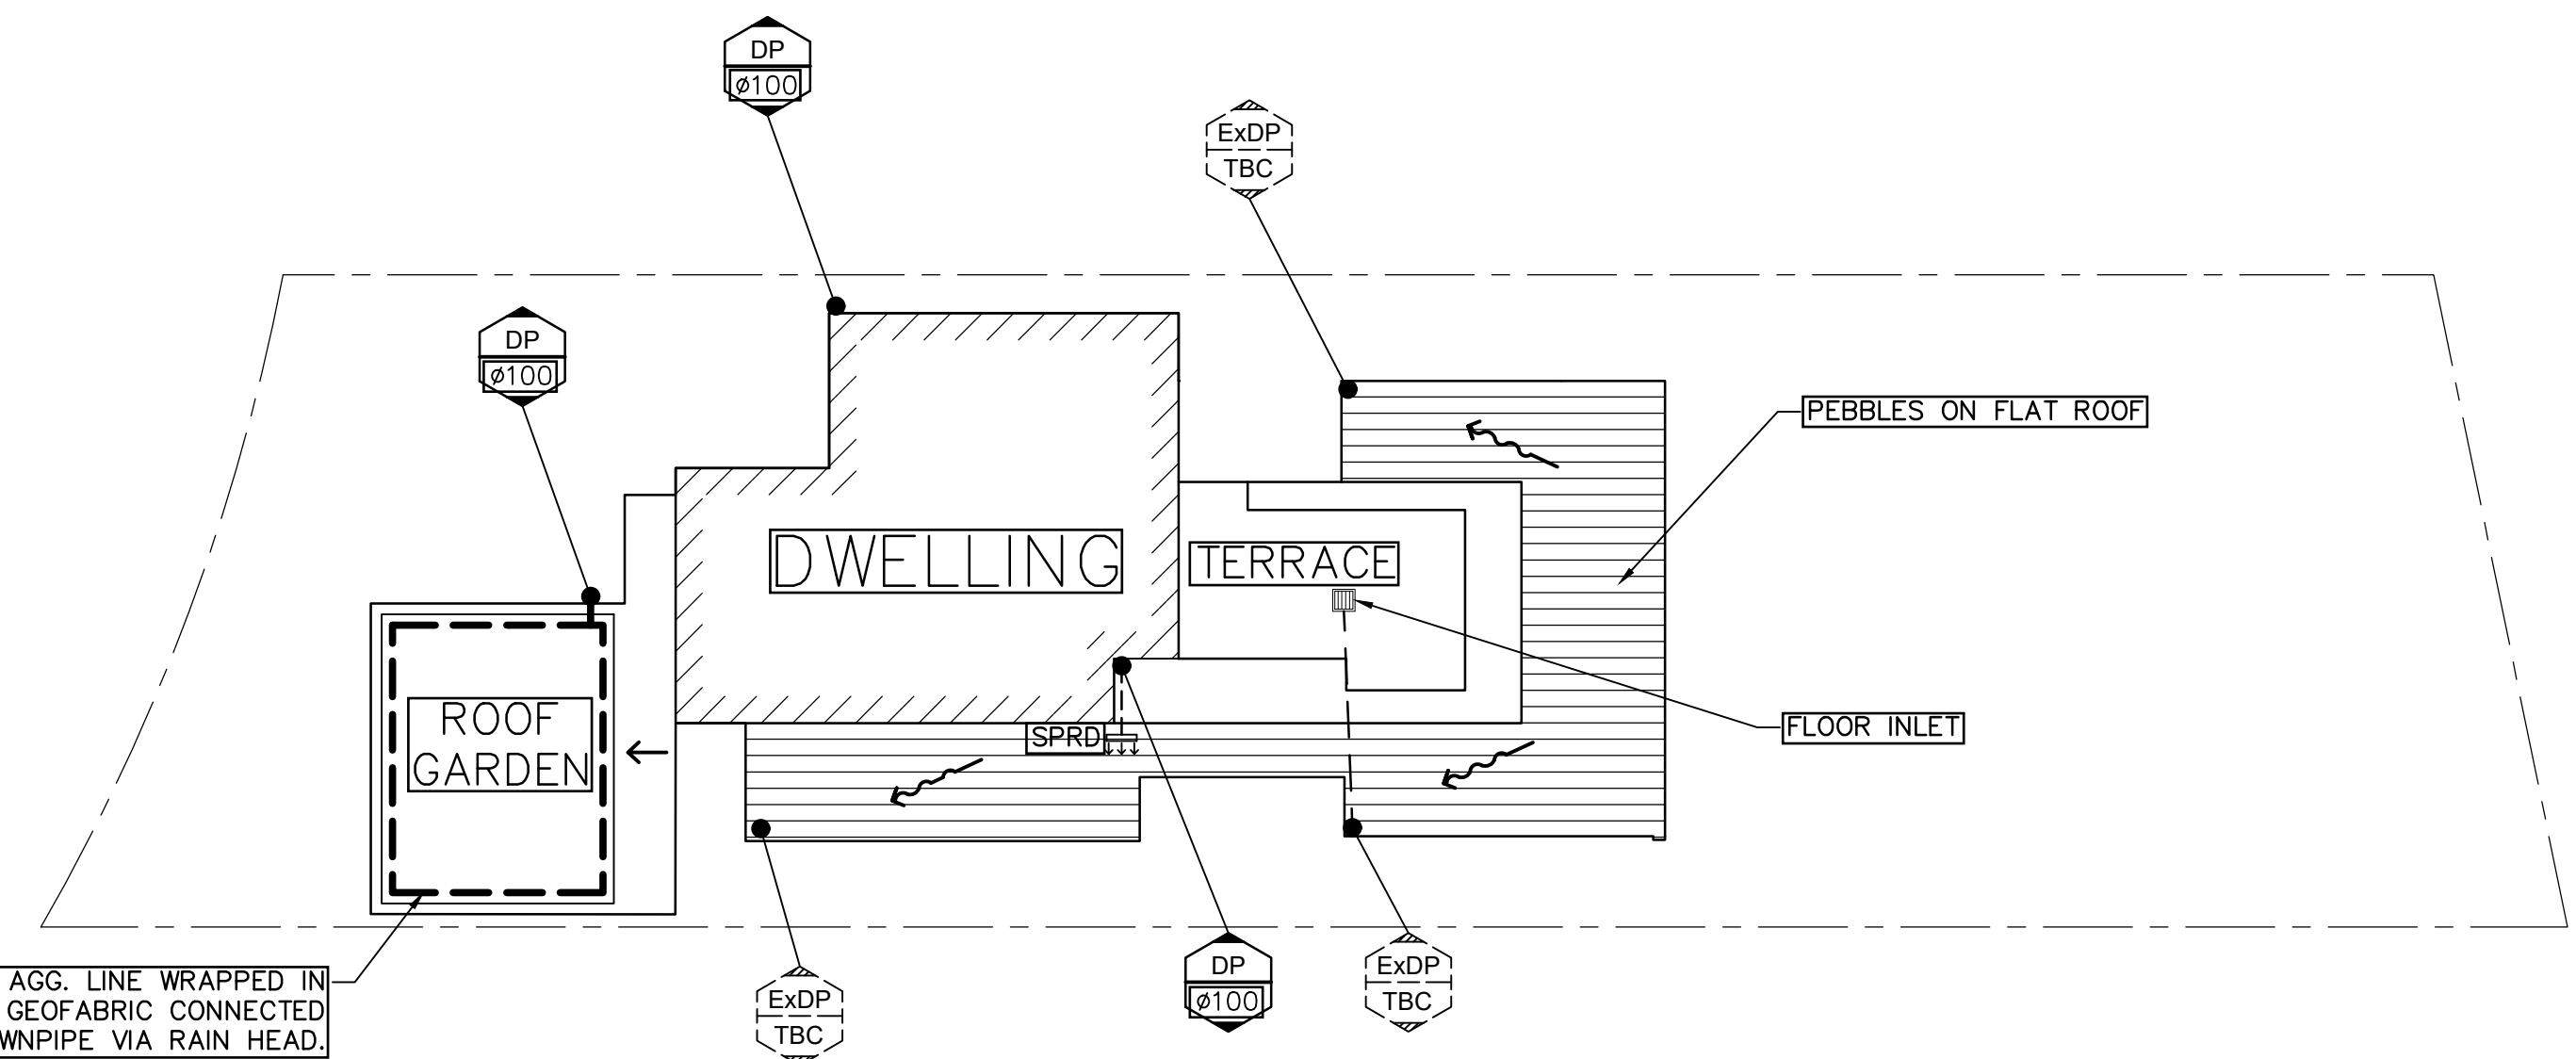 DP
ø100
ExDP
TBC
DP
ø100
PEBBLES ON FLAT ROOF
DWELLING
TERRACE
ROOF
GARDEN
SPRD
FLOOR INLET
AGG. LINE WRAPPED IN
GEOFABRIC CONNECTED
WNPIPE VIA RAIN HEAD.
ExDP
TBC
DP
ø100
ExDP
TBC